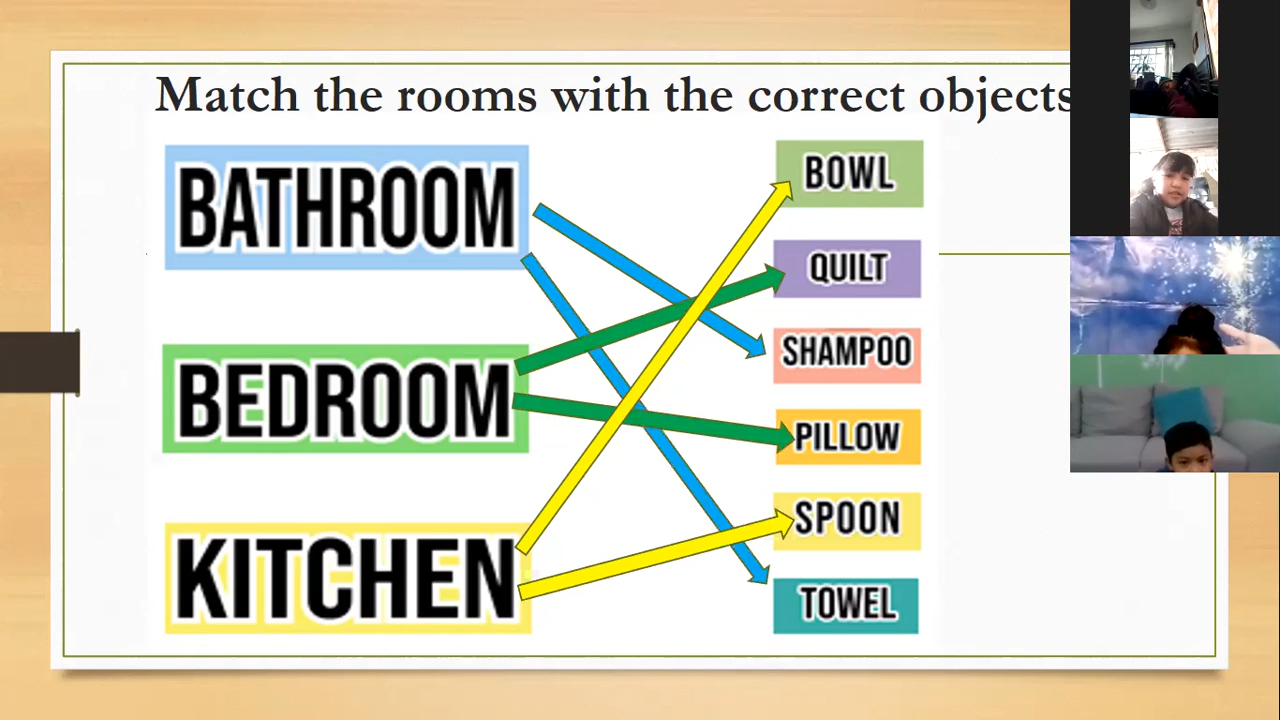 Match the rooms with the correct objects
BATHROOM
BEDROOM
KITCHEN
BOWL
QUILT
SHAMPOO
PILLOW
SPOON
TOWEL